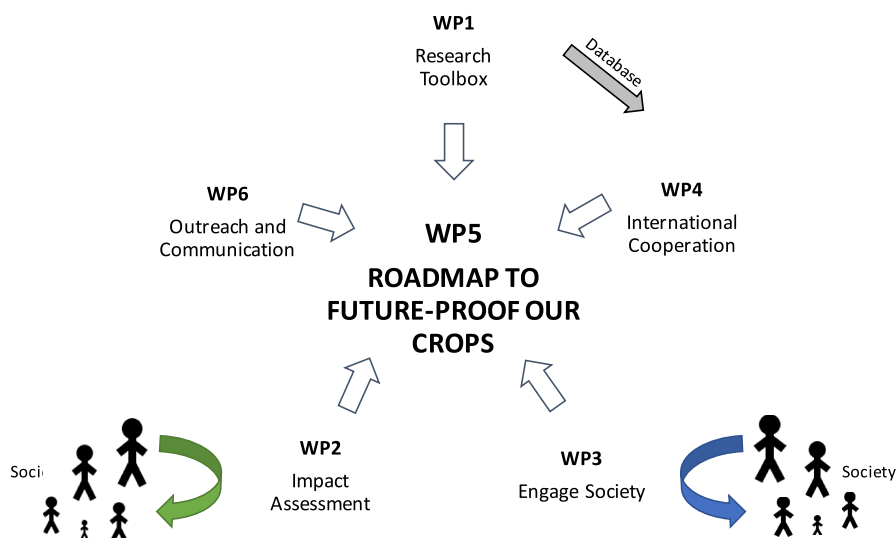 WP1
Research
Toolbox
Database
WP6
Outreach and
Communication
WP4
International
Cooperation
WP5
ROADMAP TO
FUTURE-PROOF OUR
CROPS
WP2
Impact
Assessment
WP3
Engage Society
Society